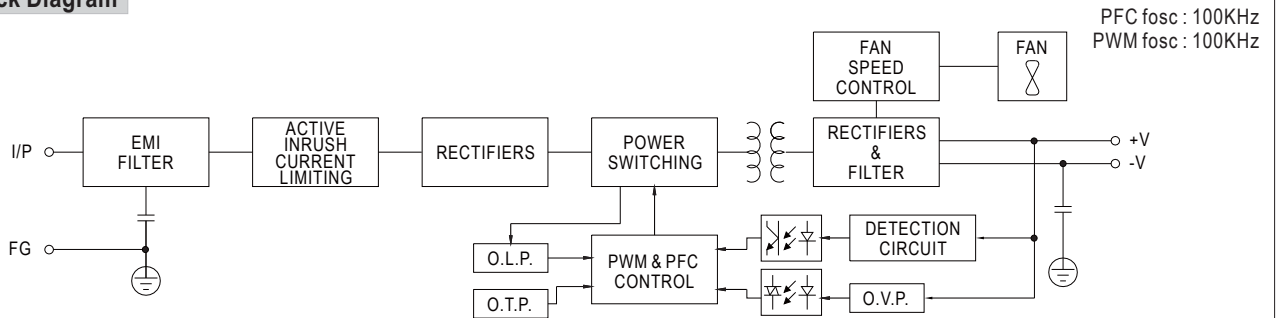 ck Diagram
PFC fosc : 100KHz
PWM fosc : 100KHz
FAN
SPEED
CONTROL
FAN
I/P
EMI
FILTER
ACTIVE
INRUSH
CURRENT
LIMITING
RECTIFIERS
POWER
SWITCHING
RECTIFIERS
&
FILTER
+V
-V
FG
O.L.P.
O.T.P.
PWM & PFC
CONTROL
DETECTION
CIRCUIT
O.V.P.